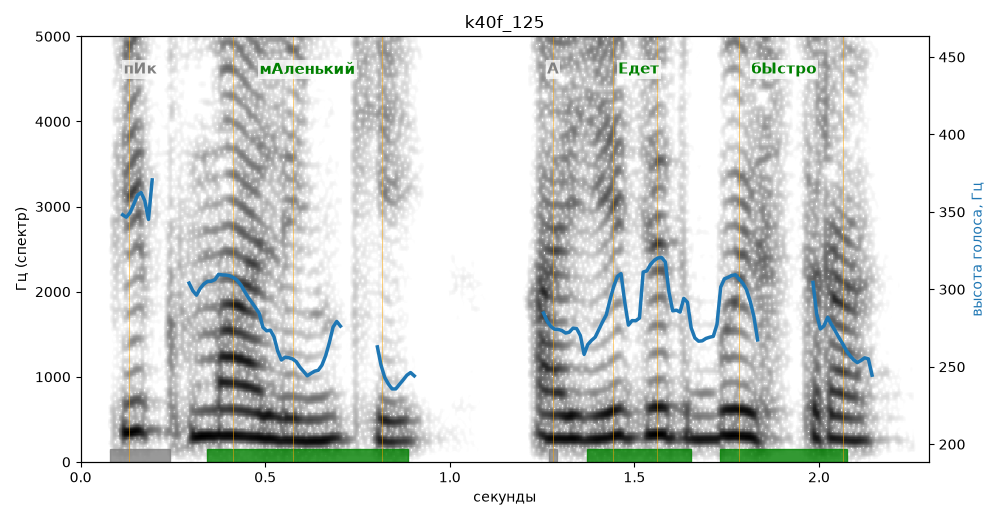 k40f_125
пИк мАленький А Едет бЫстро
5000 4000 3000 2000 1000 0
Гц (спектр)
450 400 350 300 250 200
высота голоса, Гц
0.0 0.5 1.0 1.5 2.0
секунды